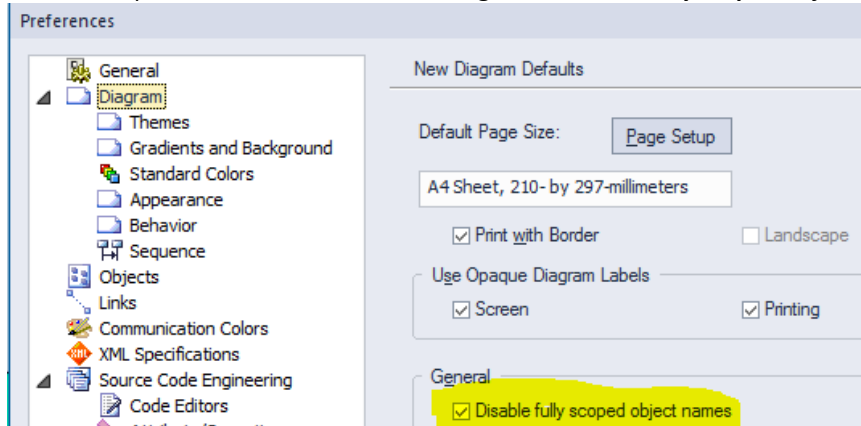 Preferences
General
Diagram
Themes
Gradients and Background
Standard Colors
Appearance
Behavior
Sequence
Objects
Links
Communication Colors
XML Specifications
Source Code Engineering
Code Editors
New Diagram Defaults
Default Page Size: Page Setup
A4 Sheet, 210- by 297-millimeters
Print with Border Landscape
Use Opaque Diagram Labels
Screen Printing
General
Disable fully scoped object names